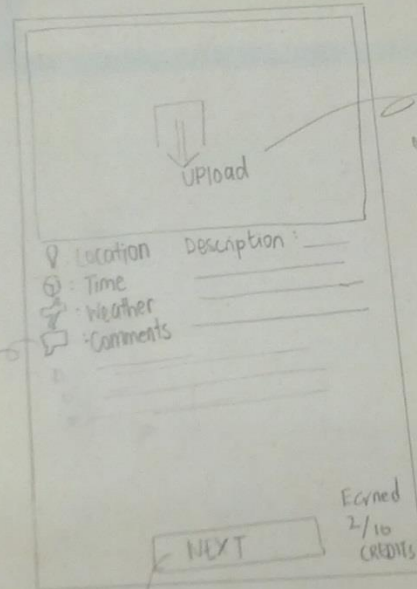 UPload
: Location Description :
: Time
: Weather
: Comments
NEXT
Earned
2/10
CREDITS